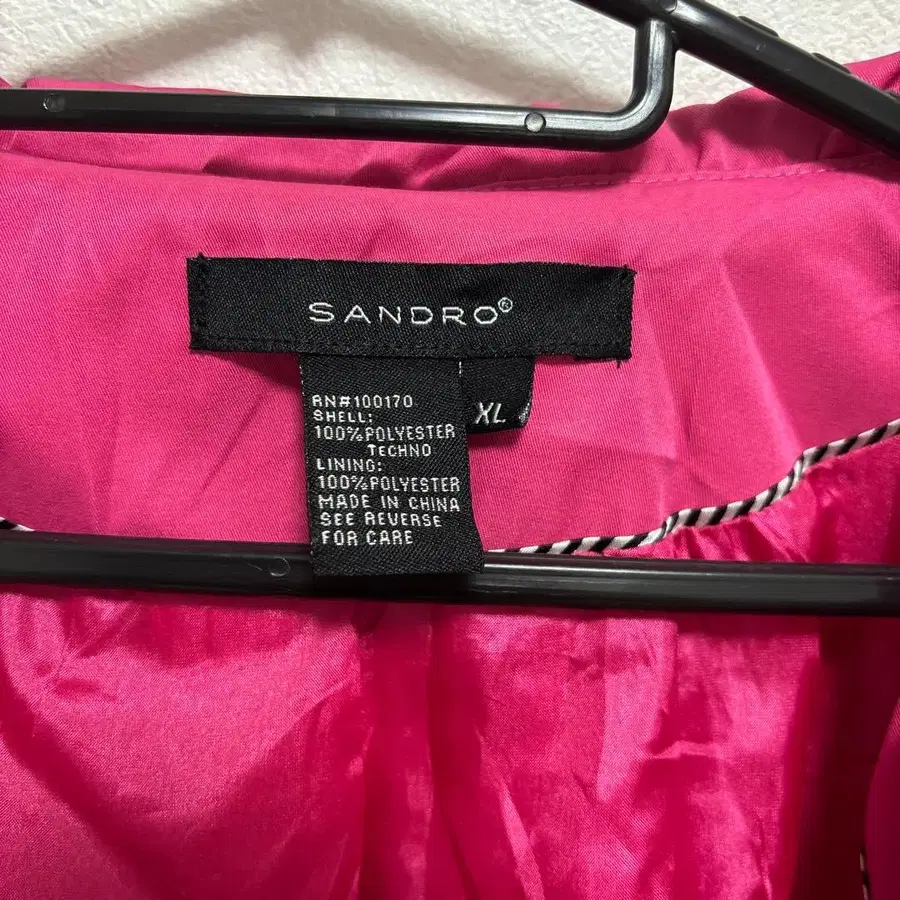 SANDRO®
RN#100170
SHELL:
100%POLYESTER
TECHNO
LINING:
100%POLYESTER
MADE IN CHINA
SEE REVERSE
FOR CARE
XL